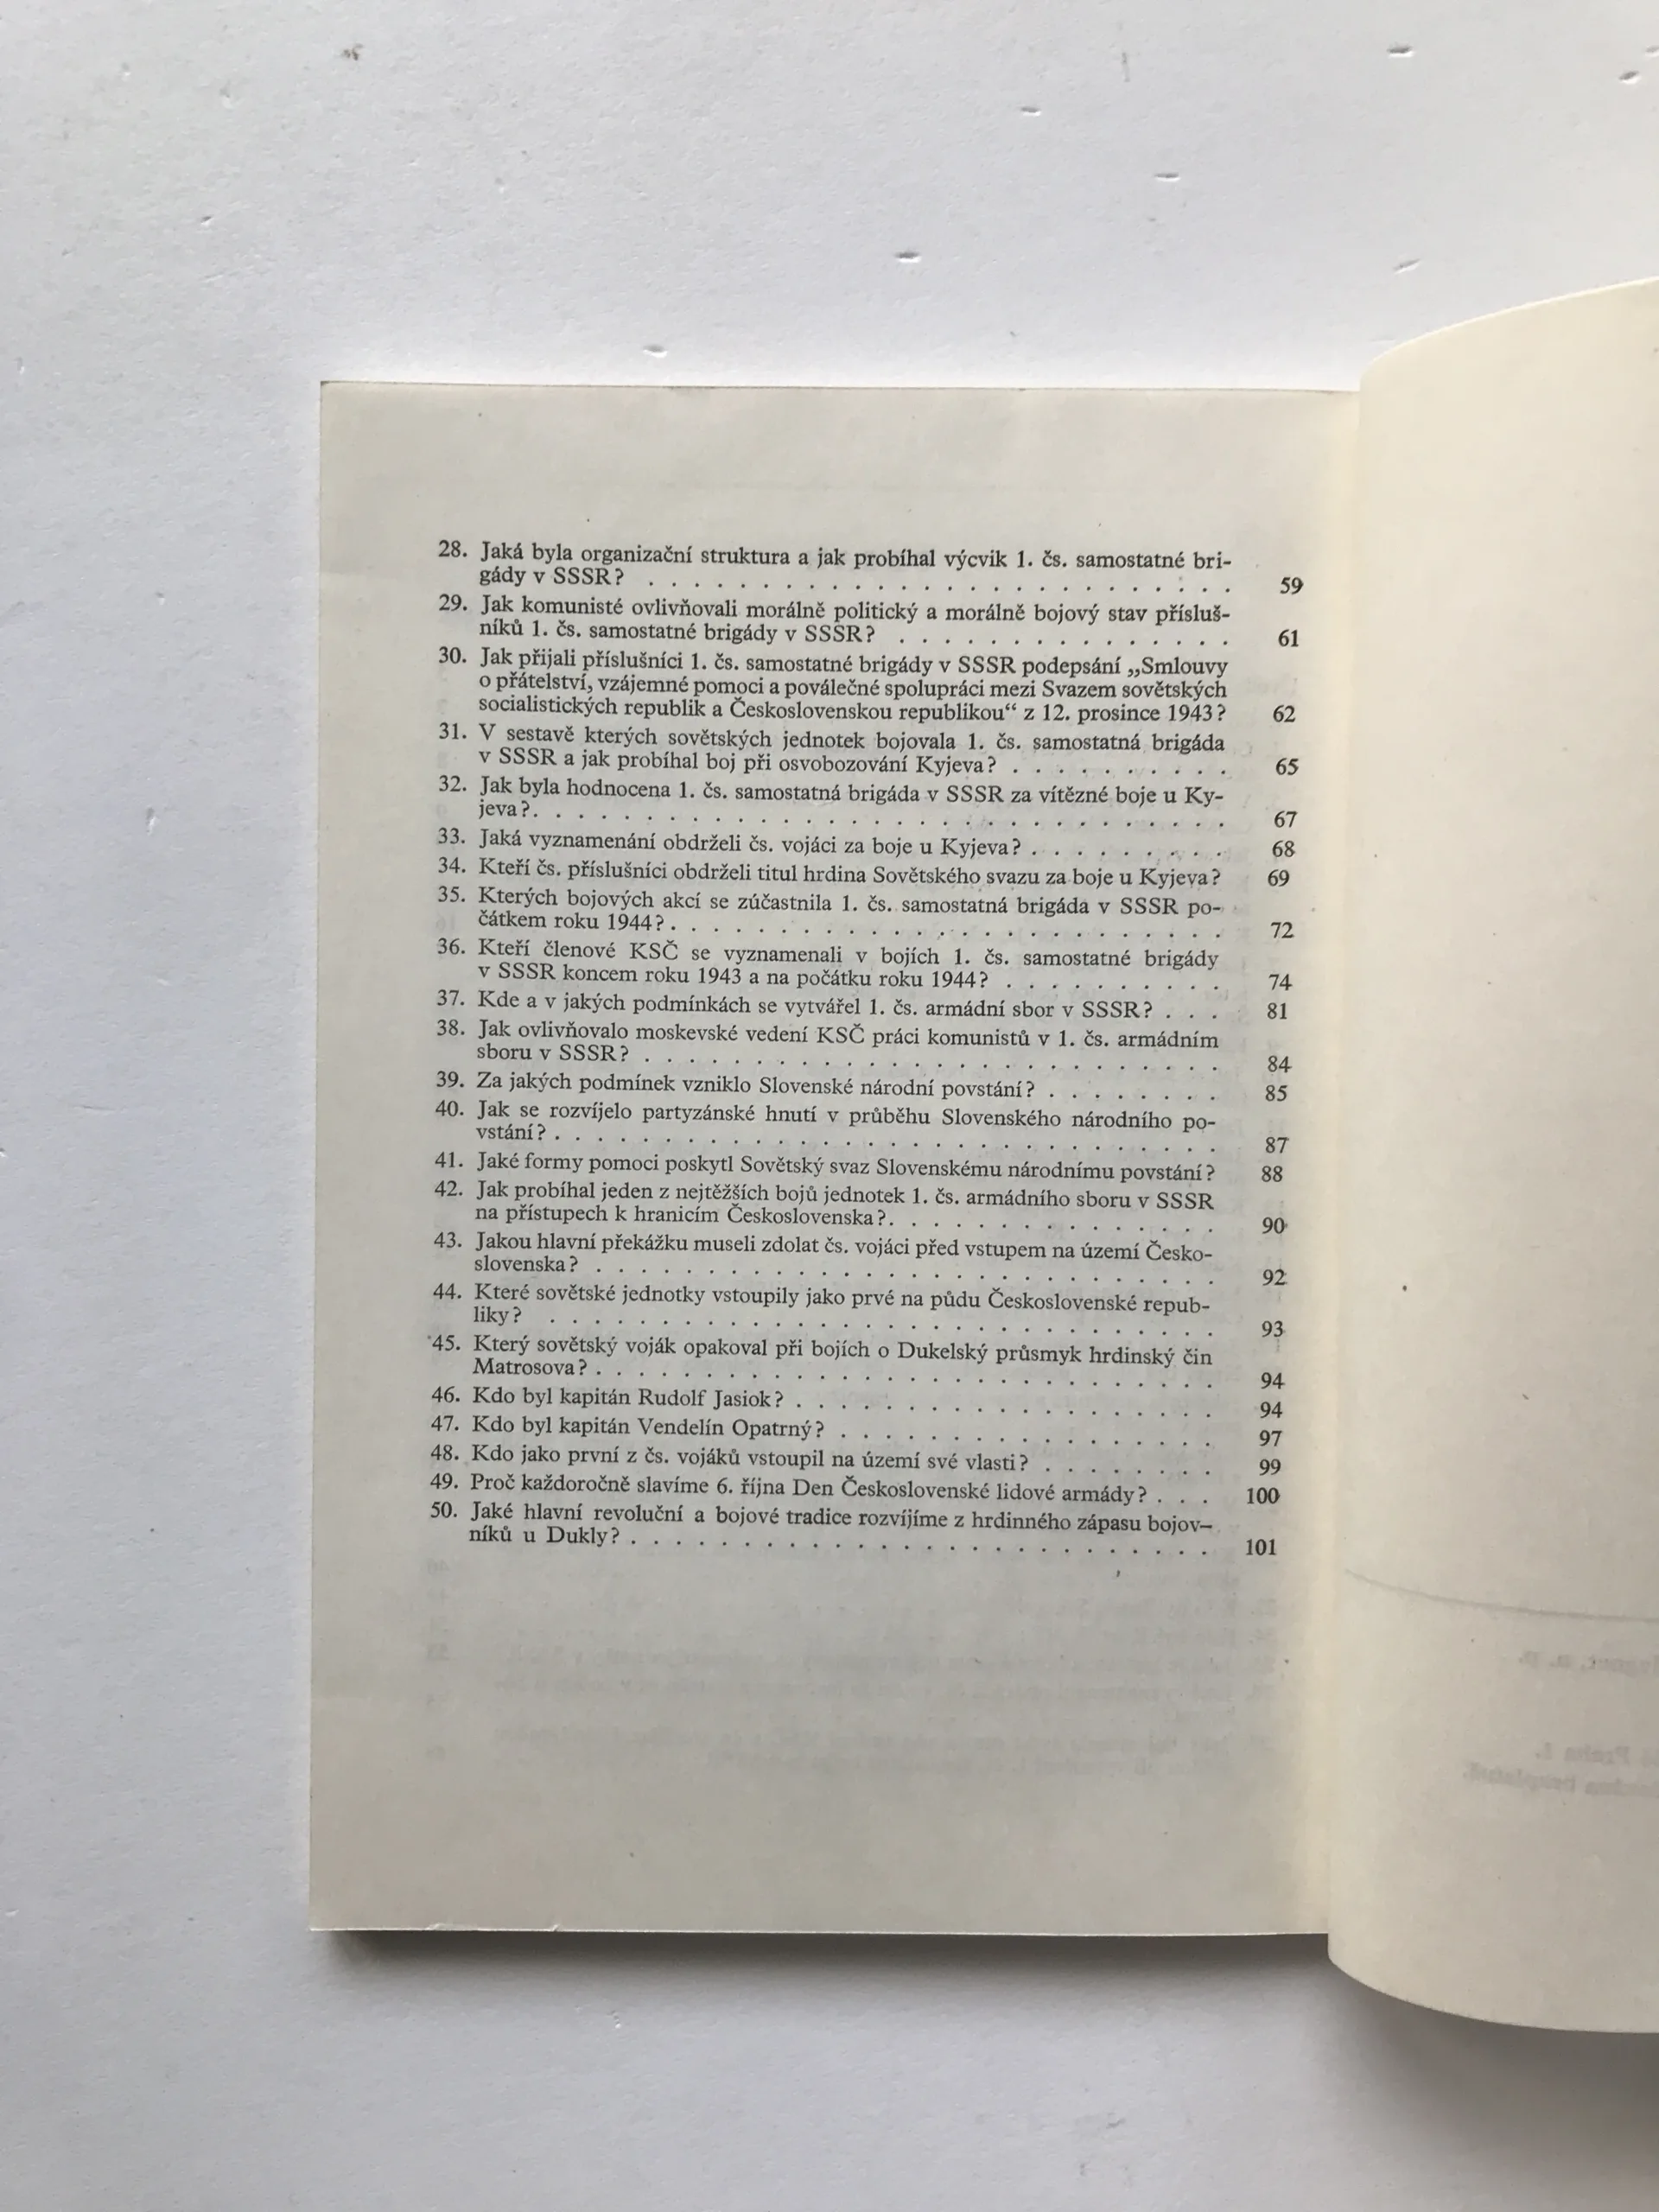 28. Jaká byla organizační struktura a jak probíhal výcvik 1. čs. samostatné bri-
gády v SSSR? . . . . . . . . . . . . . . . . . . . . 59
29. Jak komunisté ovlivňovali morálně politický a morálně bojový stav přísluš-
níků 1. čs. samostatné brigády v SSSR? . . . . . . . . . . . . 61
30. Jak přijali příslušníci 1. čs. samostatné brigády v SSSR podepsání „Smlouvy
o přátelství, vzájemné pomoci a poválečné spolupráci mezi Svazem sovětských
socialistických republik a Československou republikou“ z 12. prosince 1943? 62
31. V sestavě kterých sovětských jednotek bojovala 1. čs. samostatná brigáda
v SSSR a jak probíhal boj při osvobozování Kyjeva? . . . . . . . . 65
32. Jak byla hodnocena 1. čs. samostatná brigáda v SSSR za vítězné boje u Ky-
jeva? . . . . . . . . . . . . . . . . . . . . . . . . 67
33. Jaká vyznamenání obdrželi čs. vojáci za boje u Kyjeva? . . . . . . . 68
34. Kteří čs. příslušníci obdrželi titul hrdina Sovětského svazu za boje u Kyjeva? 69
35. Kterých bojových akcí se zúčastnila 1. čs. samostatná brigáda v SSSR po-
čátkem roku 1944? . . . . . . . . . . . . . . . . . . . 72
36. Kteří členové KSČ se vyznamenali v bojích 1. čs. samostatné brigády
v SSSR koncem roku 1943 a na počátku roku 1944? . . . . . . . . 74
37. Kde a v jakých podmínkách se vytvářel 1. čs. armádní sbor v SSSR? . . . 81
38. Jak ovlivňovalo moskevské vedení KSČ práci komunistů v 1. čs. armádním
sboru v SSSR? . . . . . . . . . . . . . . . . . . . . 84
39. Za jakých podmínek vzniklo Slovenské národní povstání? . . . . . . . 85
40. Jak se rozvíjelo partyzánské hnutí v průběhu Slovenského národního po-
vstání? . . . . . . . . . . . . . . . . . . . . . . . 87
41. Jaké formy pomoci poskytl Sovětský svaz Slovenskému národnímu povstání? 88
42. Jak probíhal jeden z nejtěžších bojů jednotek 1. čs. armádního sboru v SSSR
na přístupech k hranicím Československa? . . . . . . . . . . . . 90
43. Jakou hlavní překážku museli zdolat čs. vojáci před vstupem na území Česko-
slovenska? . . . . . . . . . . . . . . . . . . . . . . 92
44. Které sovětské jednotky vstoupily jako prvé na půdu Československé repub-
liky? . . . . . . . . . . . . . . . . . . . . . . . . 93
45. Který sovětský voják opakoval při bojích o Dukelský průsmyk hrdinský čin
Matrosova? . . . . . . . . . . . . . . . . . . . . . . 94
46. Kdo byl kapitán Rudolf Jasiok? . . . . . . . . . . . . . . . 94
47. Kdo byl kapitán Vendelín Opatrný? . . . . . . . . . . . . . . 97
48. Kdo jako první z čs. vojáků vstoupil na území své vlasti? . . . . . . . 99
49. Proč každoročně slavíme 6. října Den Československé lidové armády? . . . 100
50. Jaké hlavní revoluční a bojové tradice rozvíjíme z hrdinného zápasu bojov-
níků u Dukly? . . . . . . . . . . . . . . . . . . . . . 101